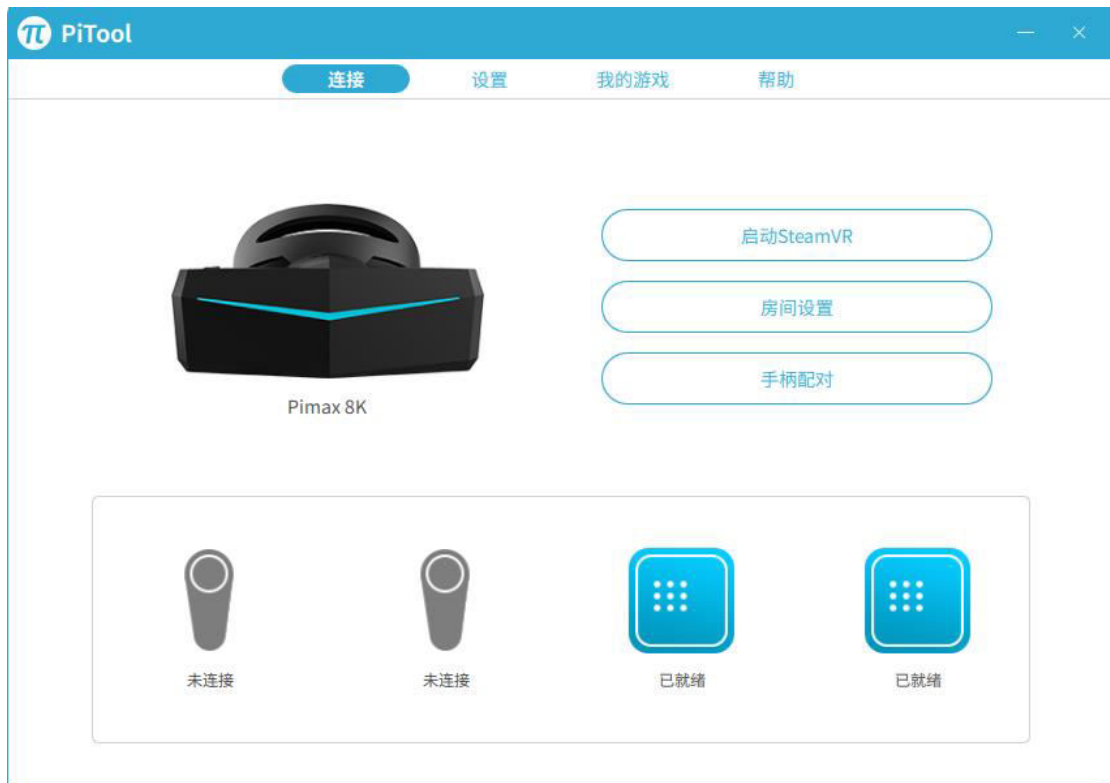 π PiTool
连接 设置 我的游戏 帮助
启动SteamVR
房间设置
手柄配对
Pimax 8K
未连接 未连接 已就绪 已就绪